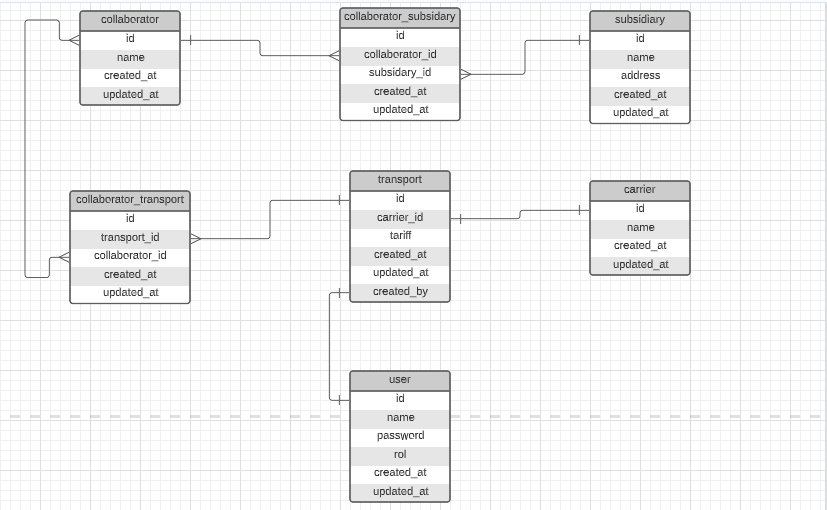 collaborator
id
name
created_at
updated_at
collaborator_subsidary
id
collaborator_id
subsidary_id
created_at
updated_at
subsidiary
id
name
address
created_at
updated_at
collaborator_transport
id
transport_id
collaborator_id
created_at
updated_at
transport
id
carrier_id
tariff
created_at
updated_at
created_by
carrier
id
name
created_at
updated_at
user
id
name
password
rol
created_at
updated_at